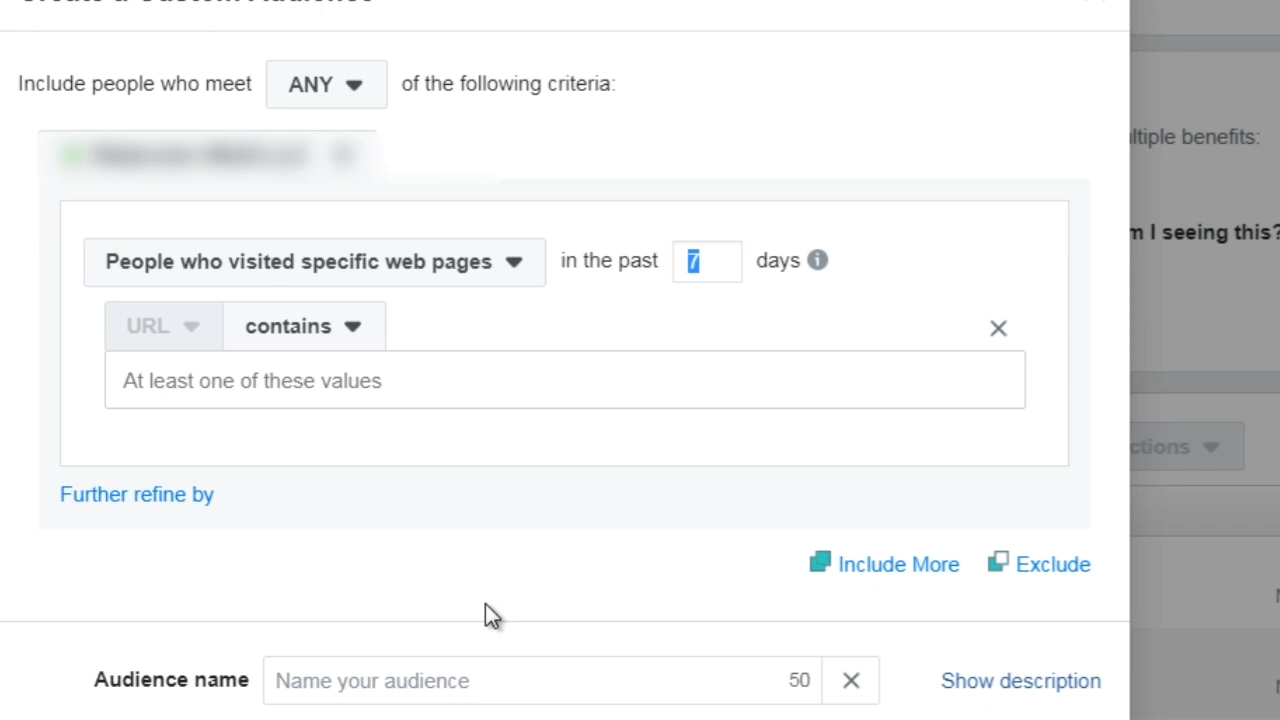 Create a Custom Audience
Include people who meet ANY of the following criteria:
People who visited specific web pages in the past 7 days
URL contains
At least one of these values
Further refine by
Include More Exclude
Audience name Name your audience 50 Show description
ltiple benefits:
m I seeing this?
ctions